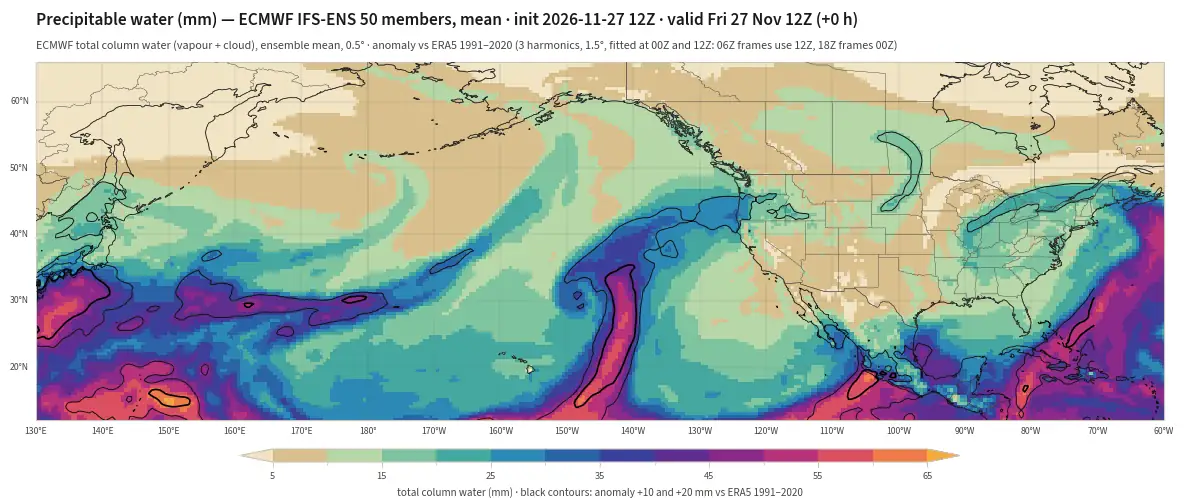 Precipitable water (mm) — ECMWF IFS-ENS 50 members, mean · init 2026-11-27 12Z · valid Fri 27 Nov 12Z (+0 h)
ECMWF total column water (vapour + cloud), ensemble mean, 0.5° · anomaly vs ERA5 1991–2020 (3 harmonics, 1.5°, fitted at 00Z and 12Z: 06Z frames use 12Z, 18Z frames 00Z)
60°N
50°N
40°N
30°N
20°N
130°E 140°E 150°E 160°E 170°E 180° 170°W 160°W 150°W 140°W 130°W 120°W 110°W 100°W 90°W 80°W 70°W 60°W
5 15 25 35 45 55 65
total column water (mm) · black contours: anomaly +10 and +20 mm vs ERA5 1991–2020